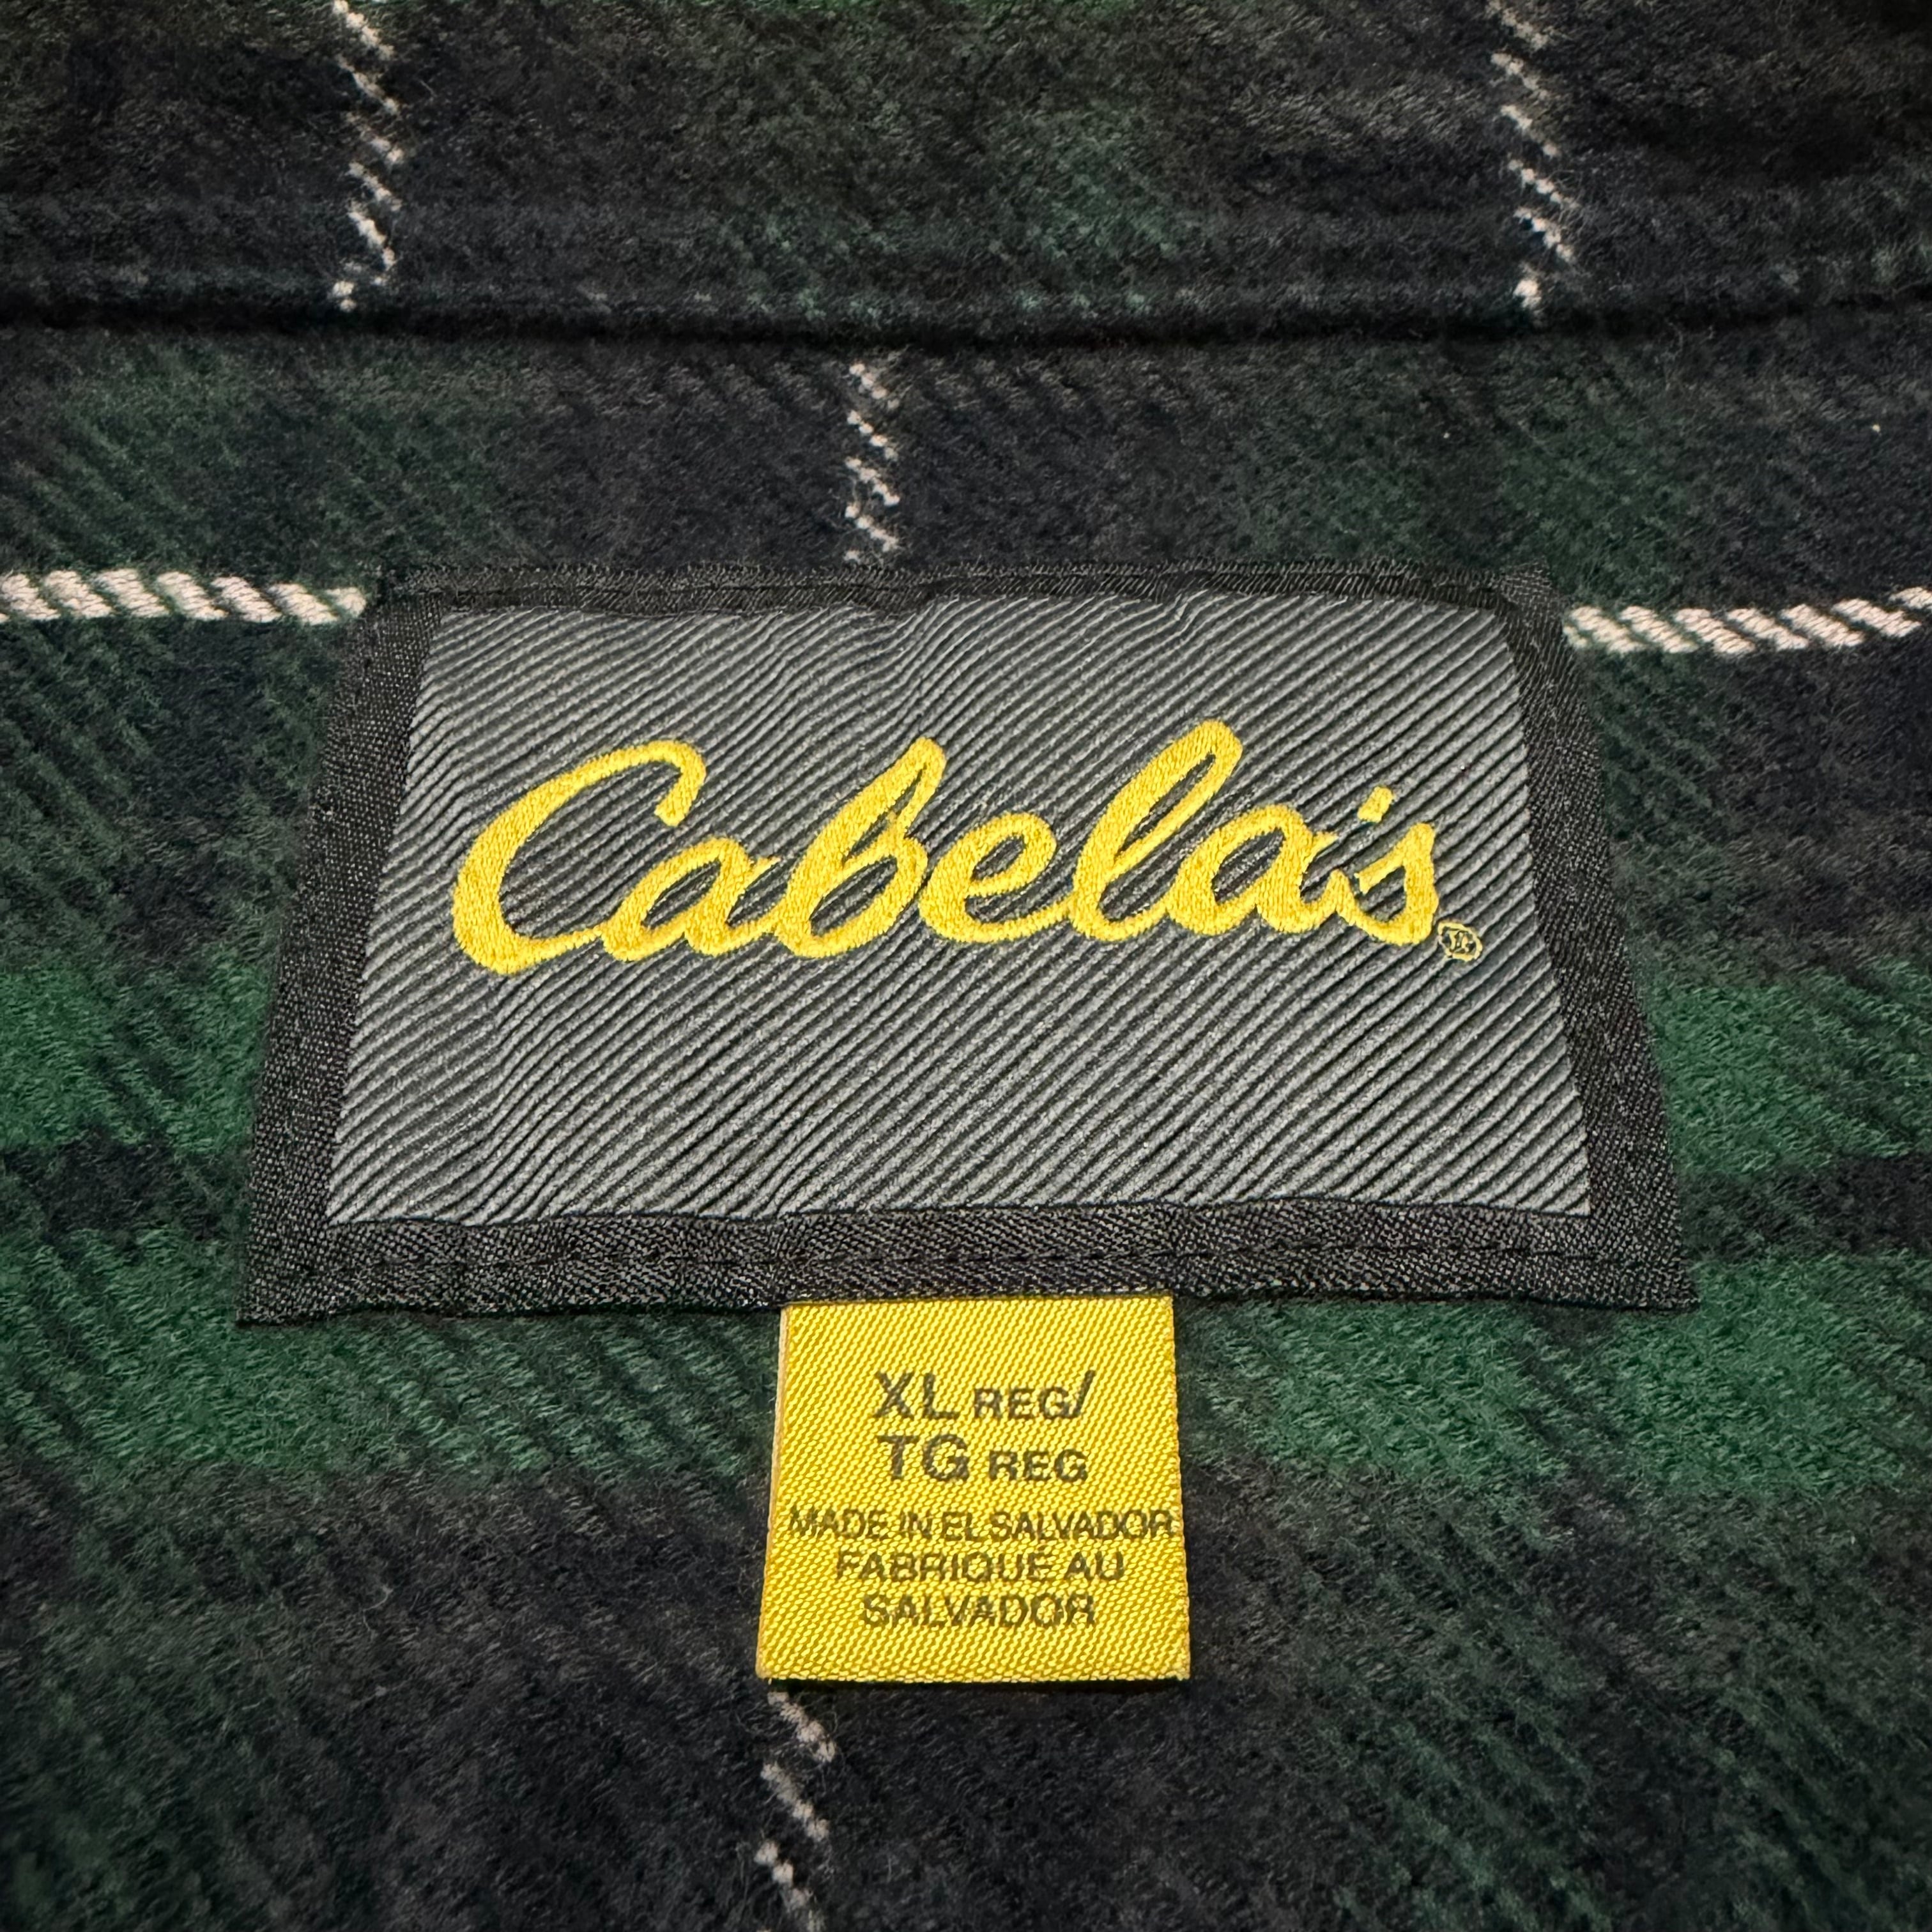 Cabela's®
XL REG/
TG REG
MADE IN EL SALVADOR
FABRIQUÉ AU
SALVADOR